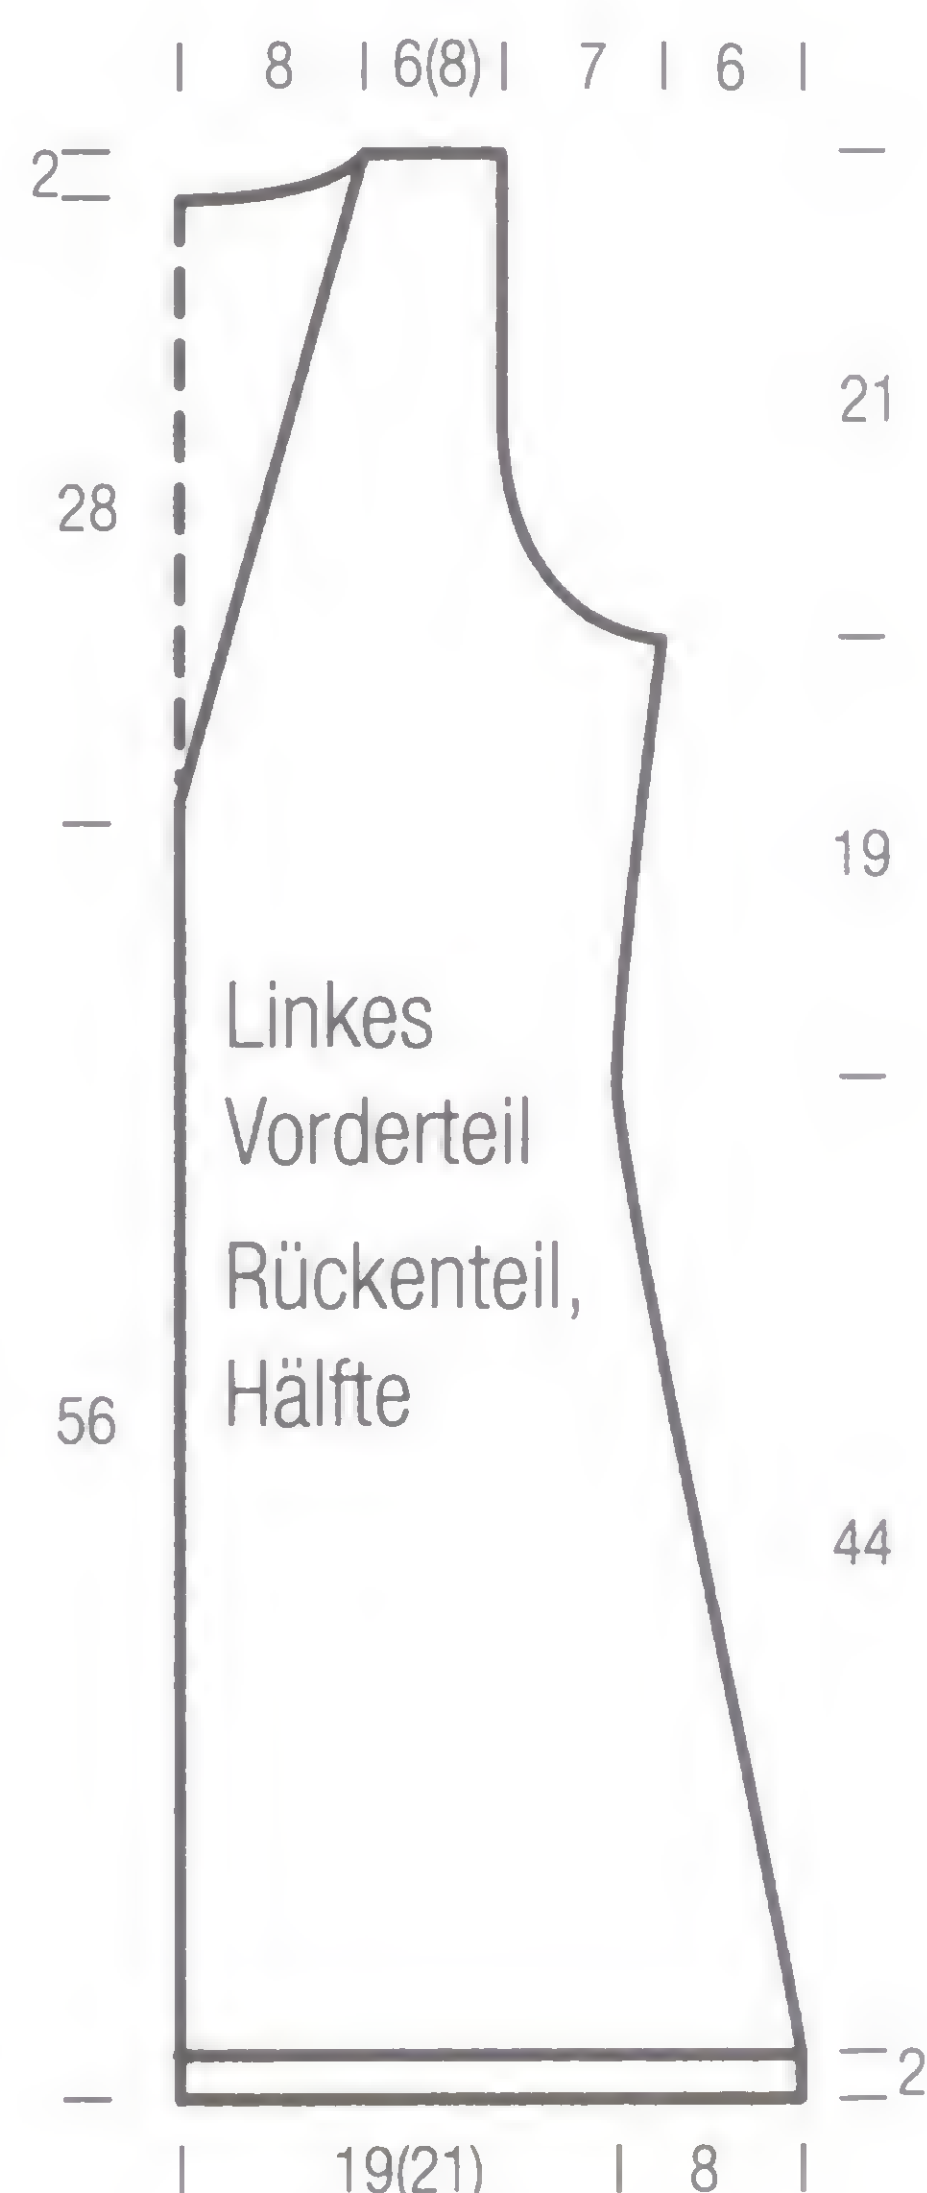 8 6(8) 7 6
2
21
28
19
Linkes
Vorderteil
Rückenteil,
Hälfte
56
44
2
19(21) 8